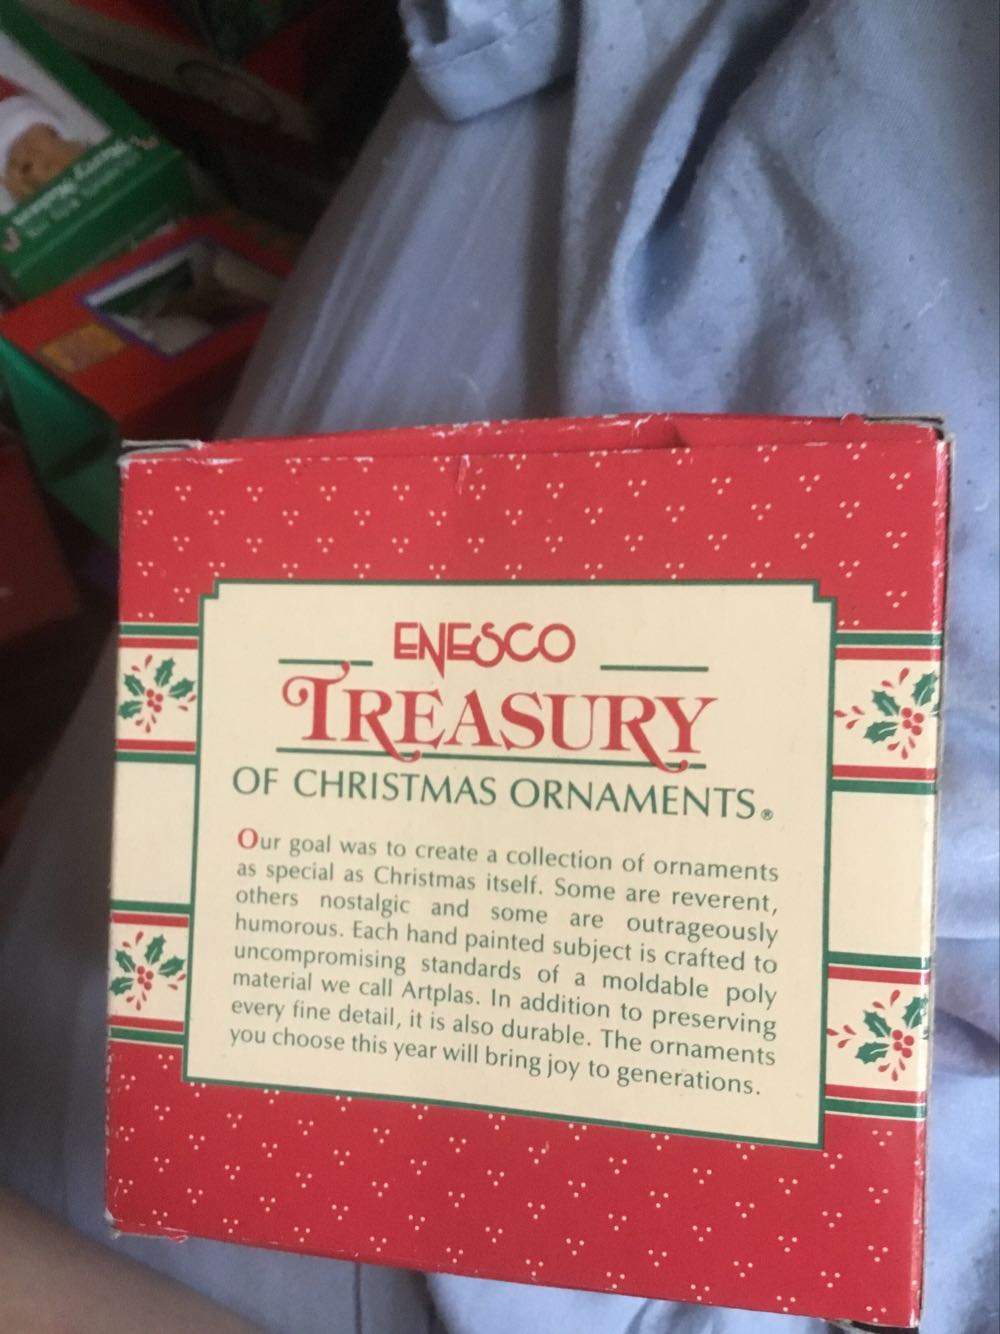 ENESCO
TREASURY
OF CHRISTMAS ORNAMENTS®
Our goal was to create a collection of ornaments
as special as Christmas itself. Some are reverent,
others nostalgic and some are outrageously
humorous. Each hand painted subject is crafted to
uncompromising standards of a moldable poly
material we call Artplas. In addition to preserving
every fine detail, it is also durable. The ornaments
you choose this year will bring joy to generations.